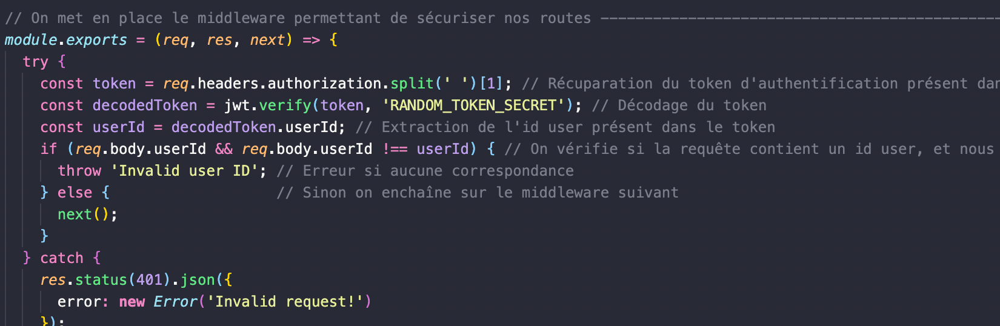 // On met en place le middleware permettant de sécuriser nos routes ----------------------------------------------
module.exports = (req, res, next) => {
try {
const token = req.headers.authorization.split(' ')[1]; // Récuparation du token d'authentification présent dan
const decodedToken = jwt.verify(token, 'RANDOM_TOKEN_SECRET'); // Décodage du token
const userId = decodedToken.userId; // Extraction de l'id user présent dans le token
if (req.body.userId && req.body.userId !== userId) { // On vérifie si la requête contient un id user, et nous
throw 'Invalid user ID'; // Erreur si aucune correspondance
} else { // Sinon on enchaîne sur le middleware suivant
next();
}
} catch {
res.status(401).json({
error: new Error('Invalid request!')
});